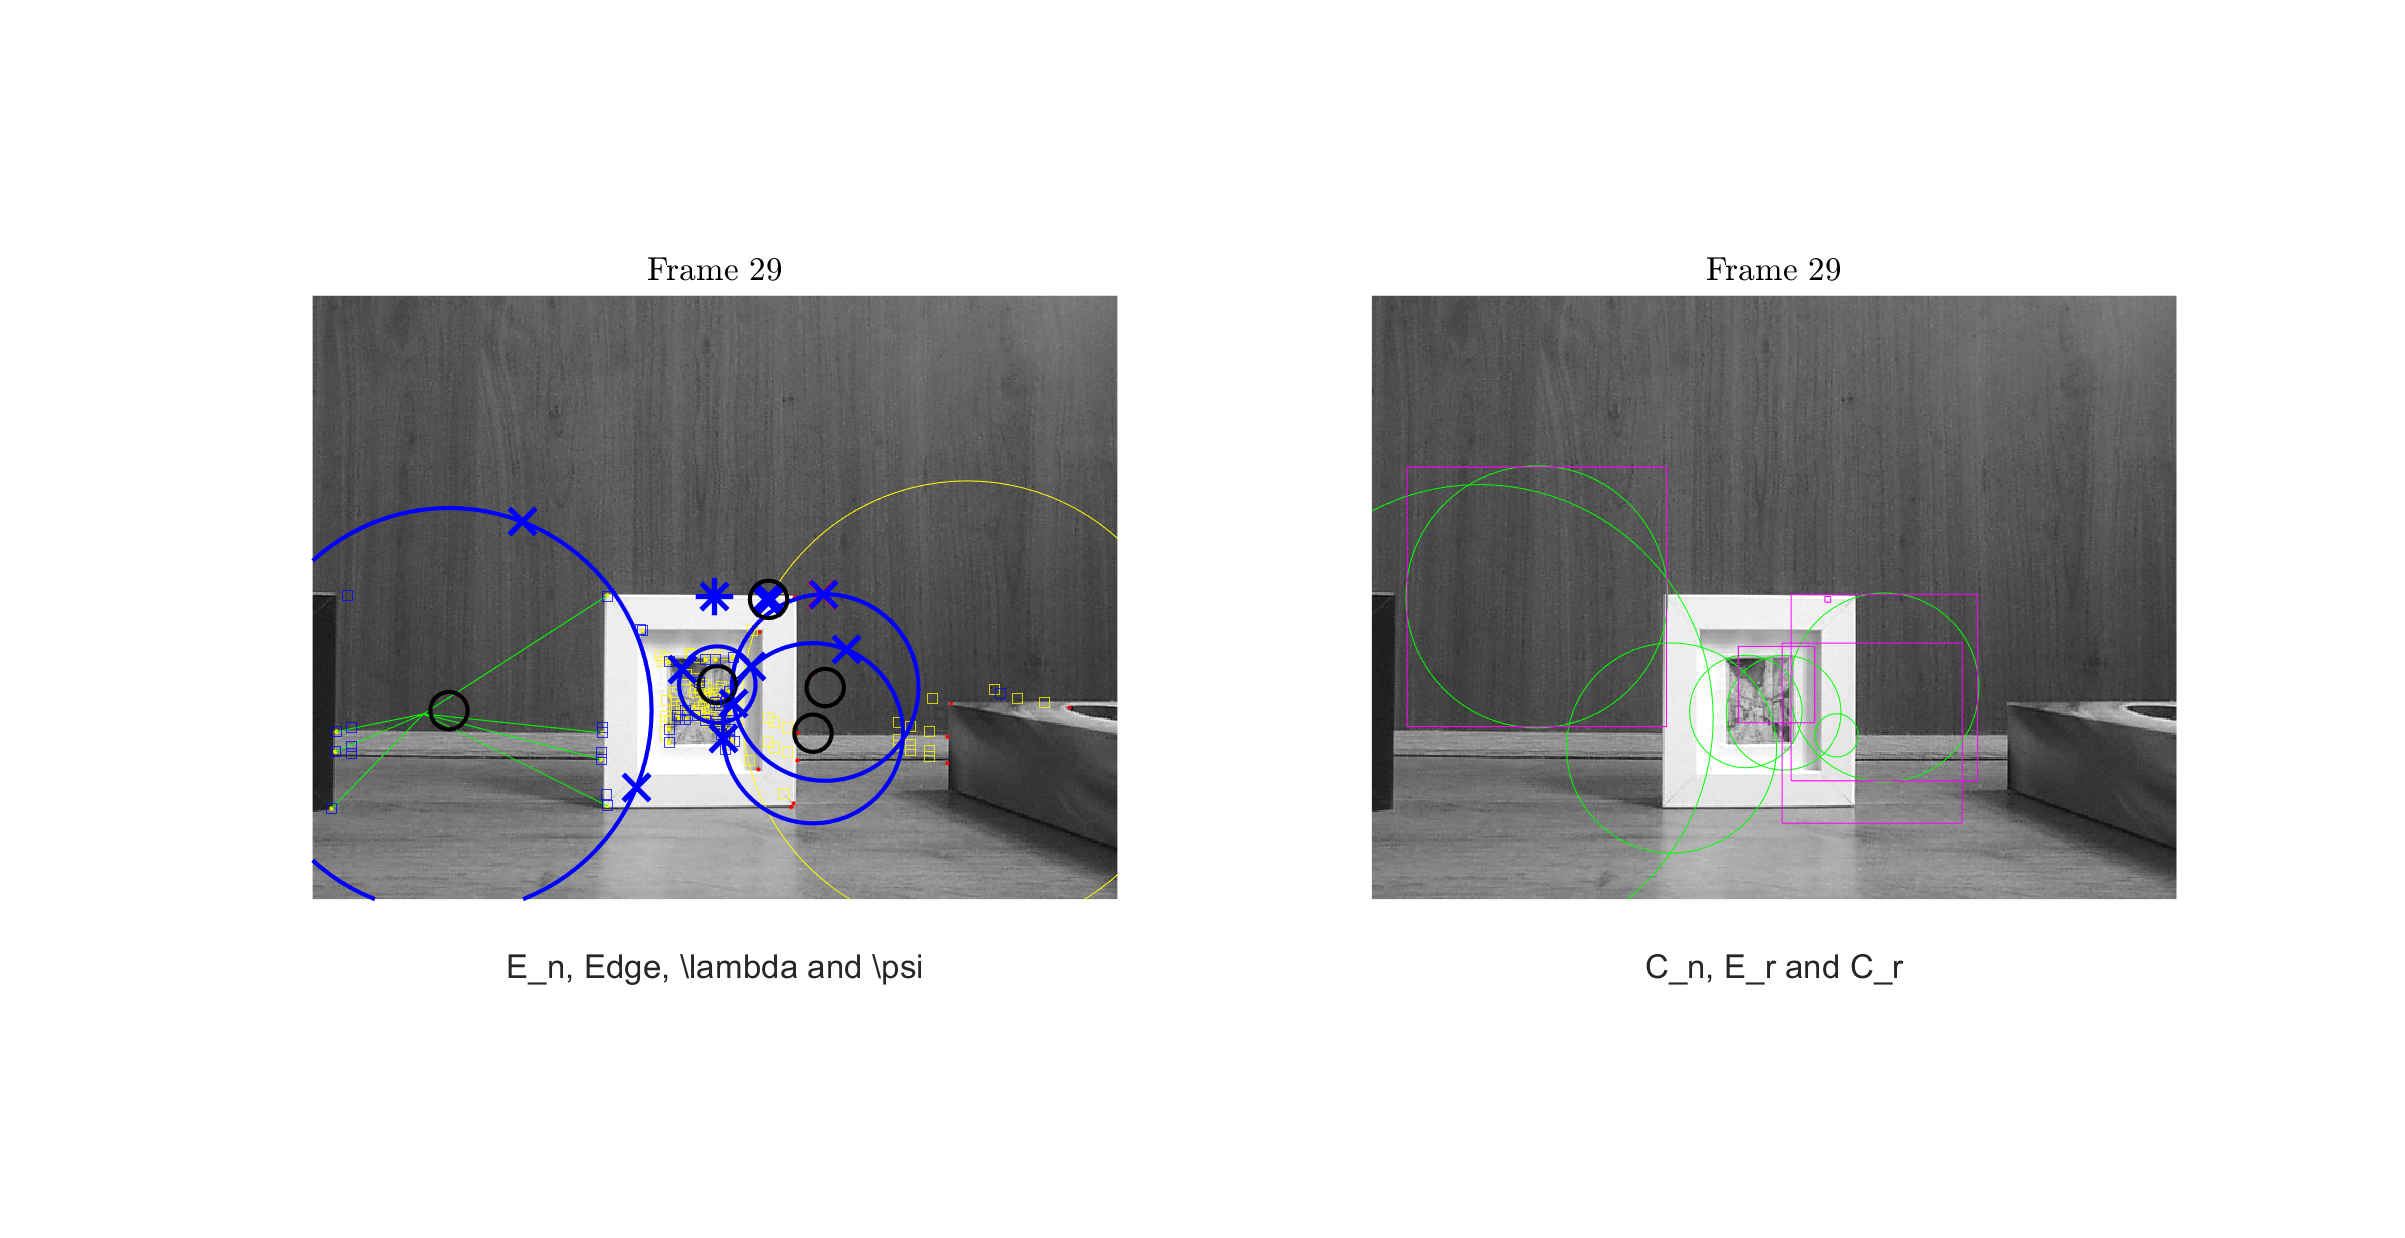 Frame 29
Frame 29
E_n, Edge, \lambda and \psi
C_n, E_r and C_r